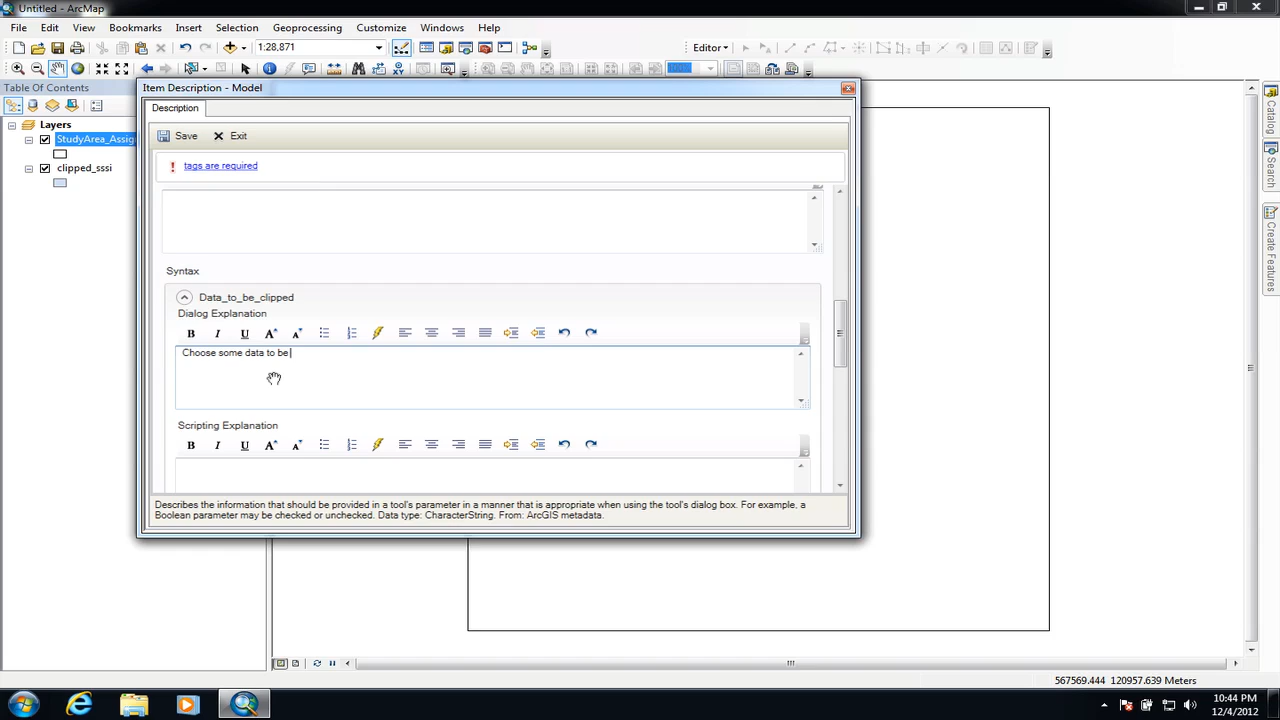 Untitled - ArcMap
File Edit View Bookmarks Insert Selection Geoprocessing Customize Windows Help
1:28,871
Editor
Table Of Contents
Layers
StudyArea_Assig
clipped_sssi
Item Description - Model
Description
Save Exit
tags are required
Syntax
Data_to_be_clipped
Dialog Explanation
B I U A A
Choose some data to be
Scripting Explanation
B I U A A
Describes the information that should be provided in a tool's parameter in a manner that is appropriate when using the tool's dialog box. For example, a
Boolean parameter may be checked or unchecked. Data type: CharacterString. From: ArcGIS metadata.
Catalog
Search
Create Features
567569.444 120957.639 Meters
10:44 PM
12/4/2012